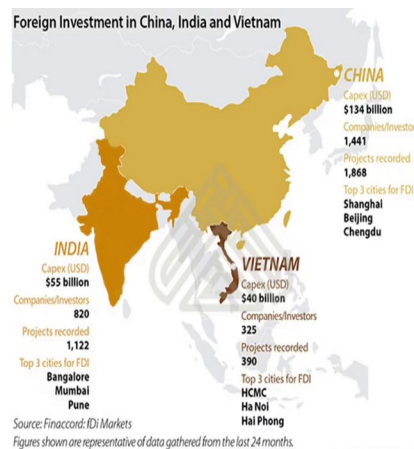 Foreign Investment in China, India and Vietnam
CHINA
Capex (USD)
$134 billion
Companies/Investor
1,441
Projects recorded
1,868
Top 3 cities for FDI
Shanghai
Beijing
Chengdu
INDIA
Capex (USD)
$55 billion
Companies/Investors
820
Projects recorded
1,122
Top 3 cities for FDI
Bangalore
Mumbai
Pune
VIETNAM
Capex (USD)
$40 billion
Companies/Investors
325
Projects recorded
390
Top 3 cities for FDI
HCMC
Ha Noi
Hai Phong
Source: Finaccord: fDi Markets
Figures shown are representative of data gathered from the last 24 months.